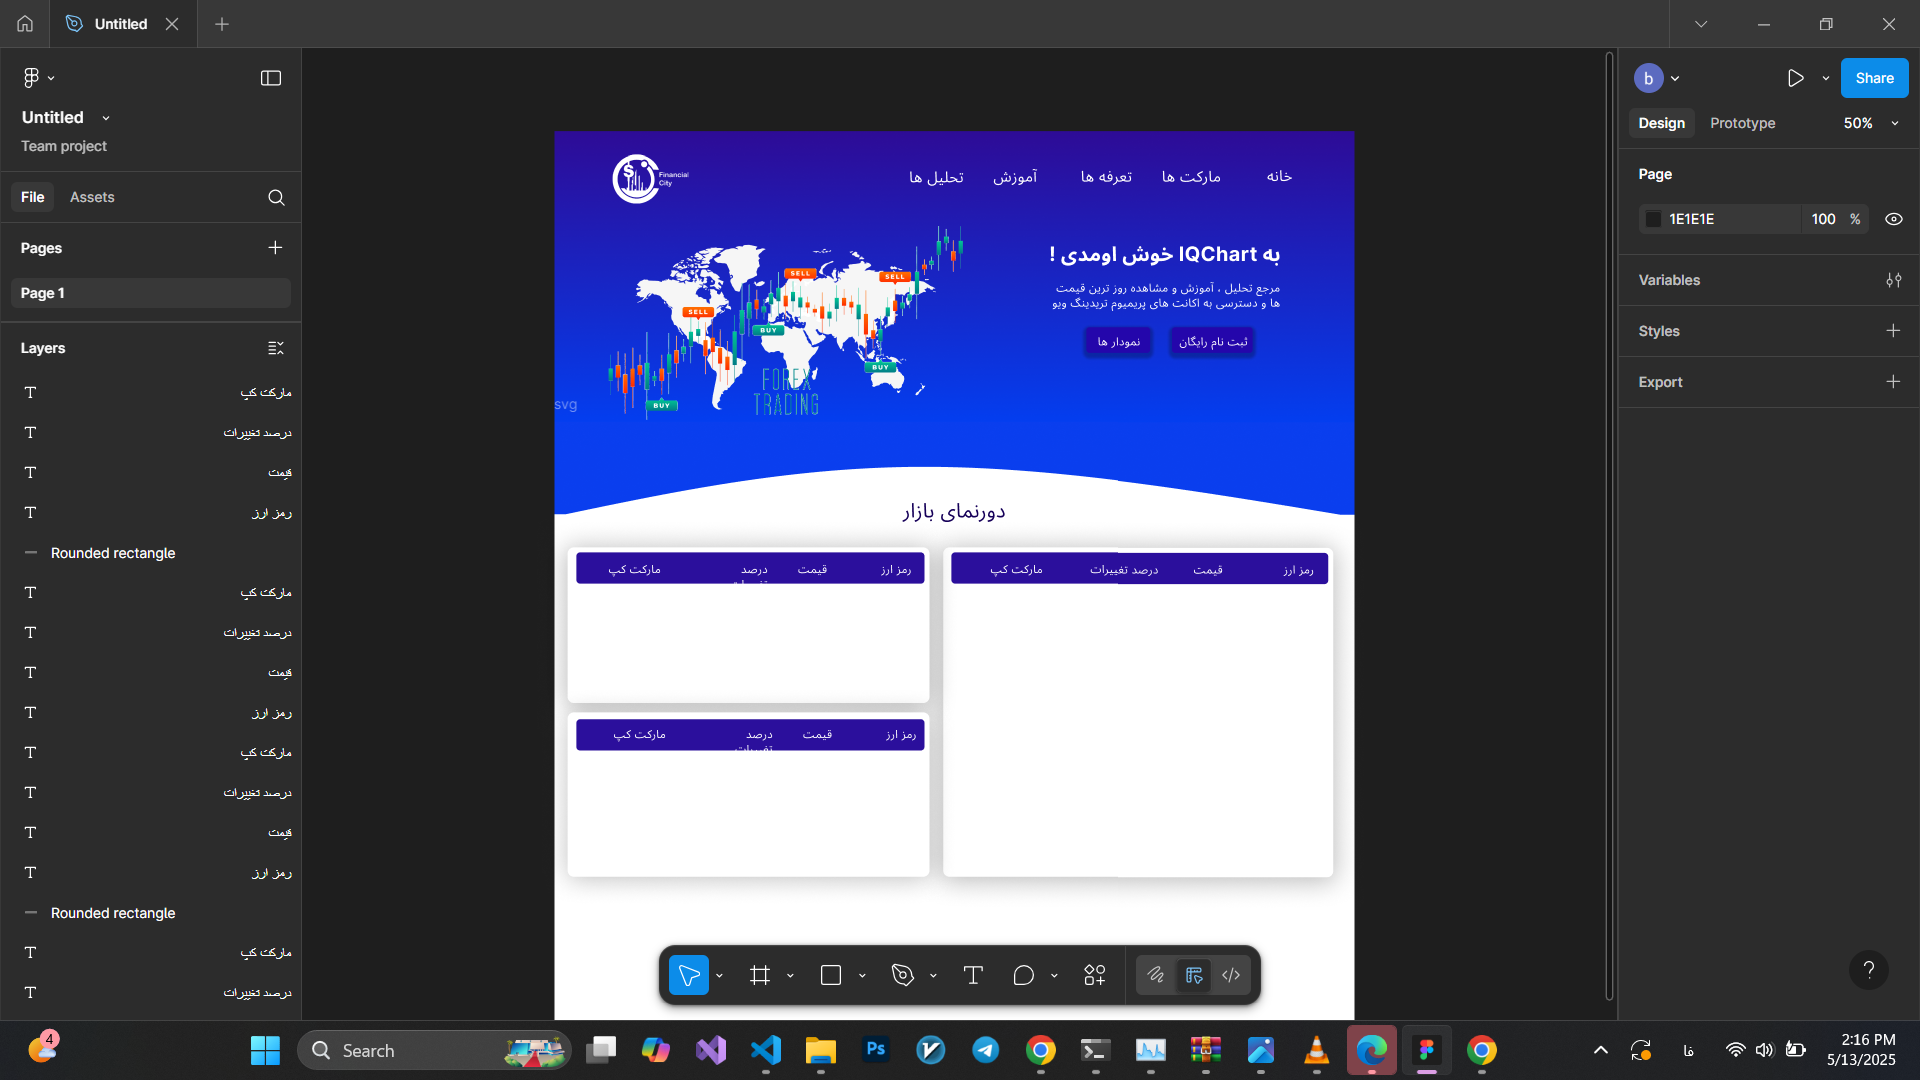 Untitled
Untitled
Team project
File
Assets
Pages
Page 1
Layers
مارکت کپ
درصد تغییرات
قیمت
رمز ارز
Rounded rectangle
مارکت کپ
درصد تغییرات
قیمت
رمز ارز
مارکت کپ
درصد تغییرات
قیمت
رمز ارز
Rounded rectangle
مارکت کپ
درصد تغییرات
Financial
City
خانه
مارکت ها
تعرفه ها
آموزش
تحلیل ها
به IQChart خوش اومدی !
مرجع تحلیل ، آموزش و مشاهده روز ترین قیمت
ها و دسترسی به اکانت های پریمیوم تریدینگ ویو
ثبت نام رایگان
نمودار ها
SELL
SELL
SELL
BUY
BUY
BUY
FOREX
TRADING
svg
دورنمای بازار
رمز ارز
قیمت
درصد تغییرات
مارکت کپ
رمز ارز
قیمت
درصد
تغییرات
مارکت کپ
رمز ارز
قیمت
درصد
تغییرات
مارکت کپ
b
Share
Design
Prototype
50%
Page
1E1E1E
100
%
Variables
Styles
Export
?
4
Search
Ps
فا
2:16 PM
5/13/2025